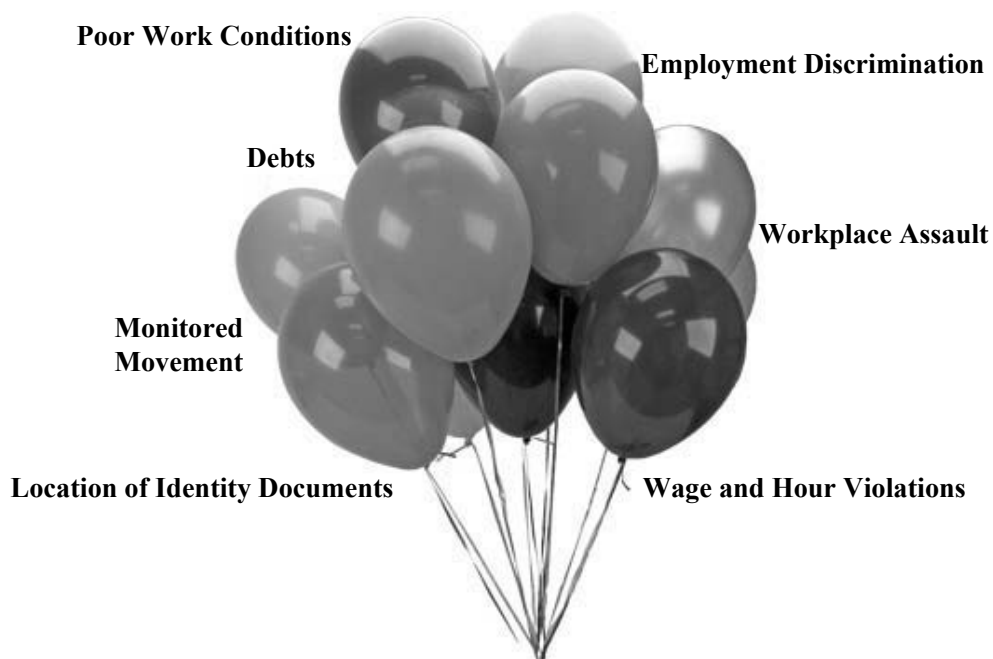 Poor Work Conditions
Employment Discrimination
Debts
Workplace Assault
Monitored
Movement
Location of Identity Documents
Wage and Hour Violations